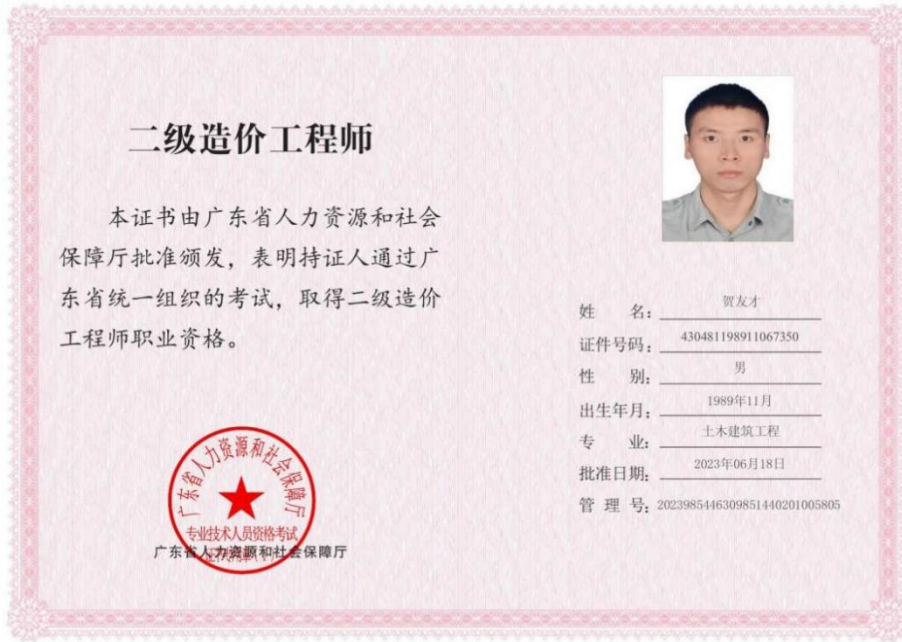 二级造价工程师
本证书由广东省人力资源和社会
保障厅批准颁发，表明持证人通过广
东省统一组织的考试，取得二级造价
工程师职业资格。
广东省人力资源和社会保障厅
专业技术人员资格考试
广东省人力资源和社会保障厅
姓 名：贺友才
证件号码：430481198911067350
性 别：男
出生年月：1989年11月
专 业：土木建筑工程
批准日期：2023年06月18日
管 理 号：20239854463098514402010​05805